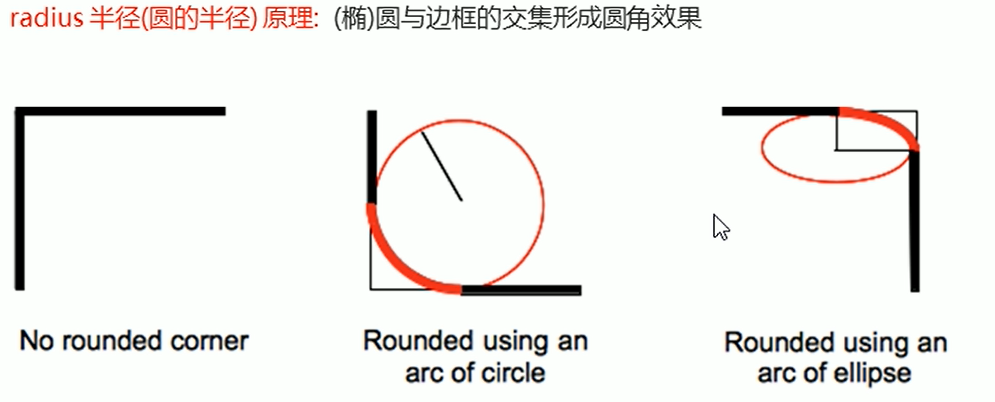 radius 半径(圆的半径) 原理: (椭)圆与边框的交集形成圆角效果
No rounded corner
Rounded using an
arc of circle
Rounded using an
arc of ellipse